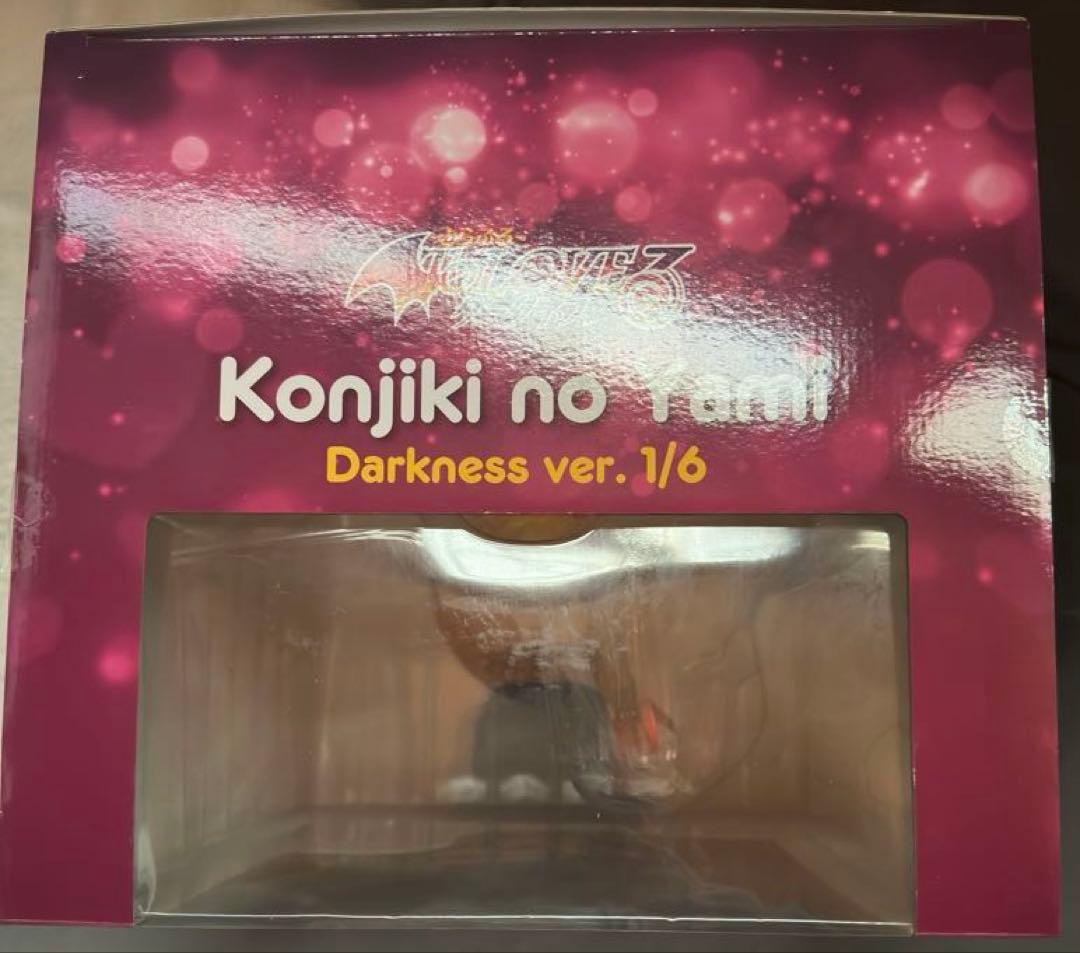 Konjiki no Yami
Darkness ver. 1/6